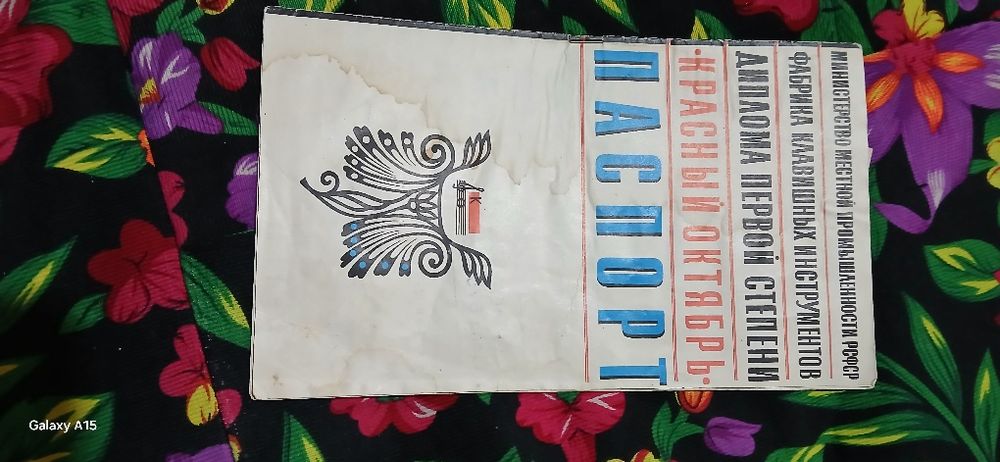 МИНИСТЕРСТВО МЕСТНОЙ ПРОМЫШЛЕННОСТИ РСФСР
ФАБРИКА КЛАВИШНЫХ ИНСТРУМЕНТОВ
ДИПЛОМА ПЕРВОЙ СТЕПЕНИ
·КРАСНЫЙ ОКТЯБРЬ·
ПАСПОРТ
К
Galaxy A15